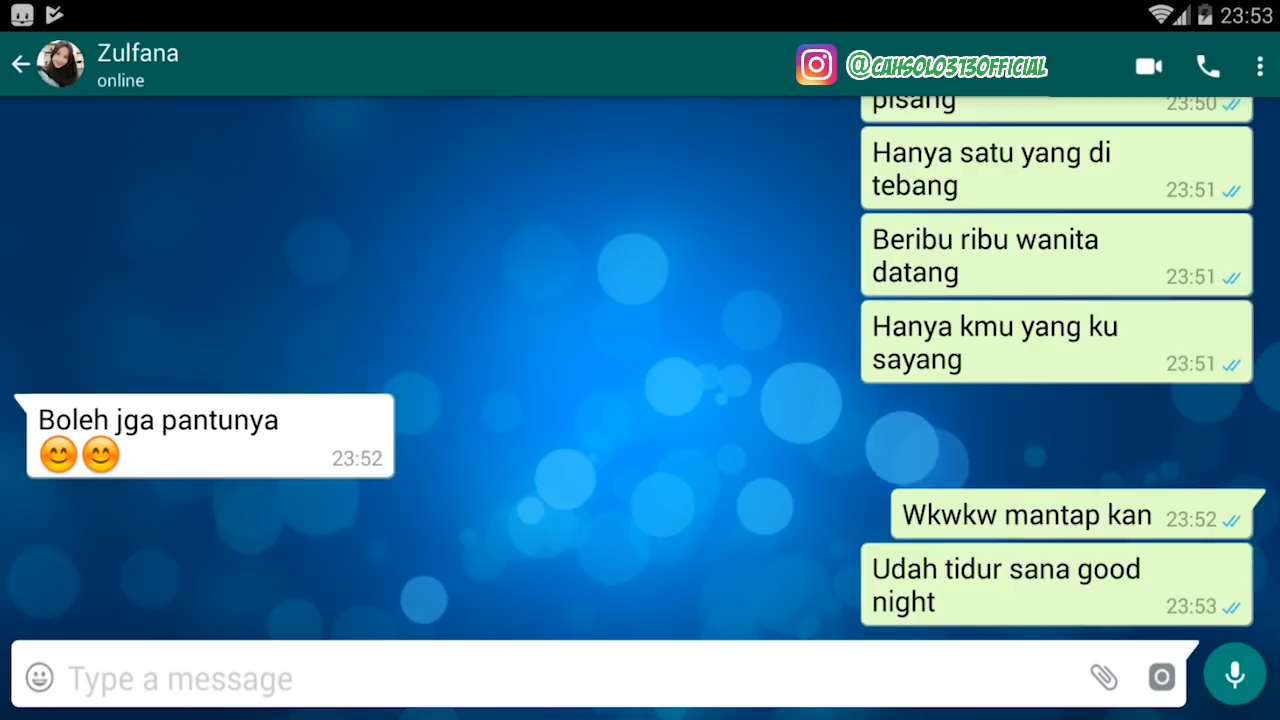 23:53
Zulfana
online
@CAHSOLO313OFFICIAL
pisang
23:50
Hanya satu yang di
tebang
23:51
Beribu ribu wanita
datang
23:51
Hanya kmu yang ku
sayang
23:51
Boleh jga pantunya
😊😊
23:52
Wkwkw mantap kan
23:52
Udah tidur sana good
night
23:53
Type a message